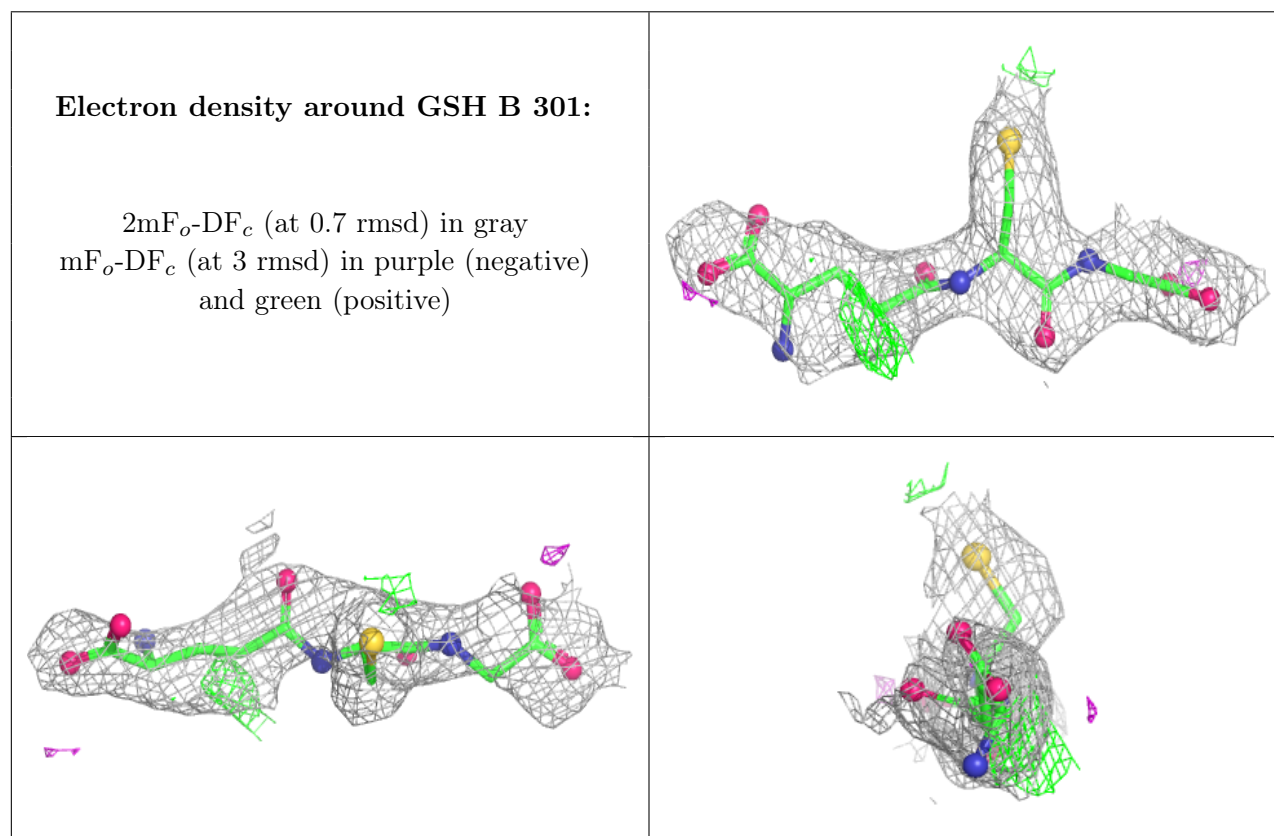 Electron density around GSH B 301:
2mFo-DFc (at 0.7 rmsd) in gray
mFo-DFc (at 3 rmsd) in purple (negative)
and green (positive)